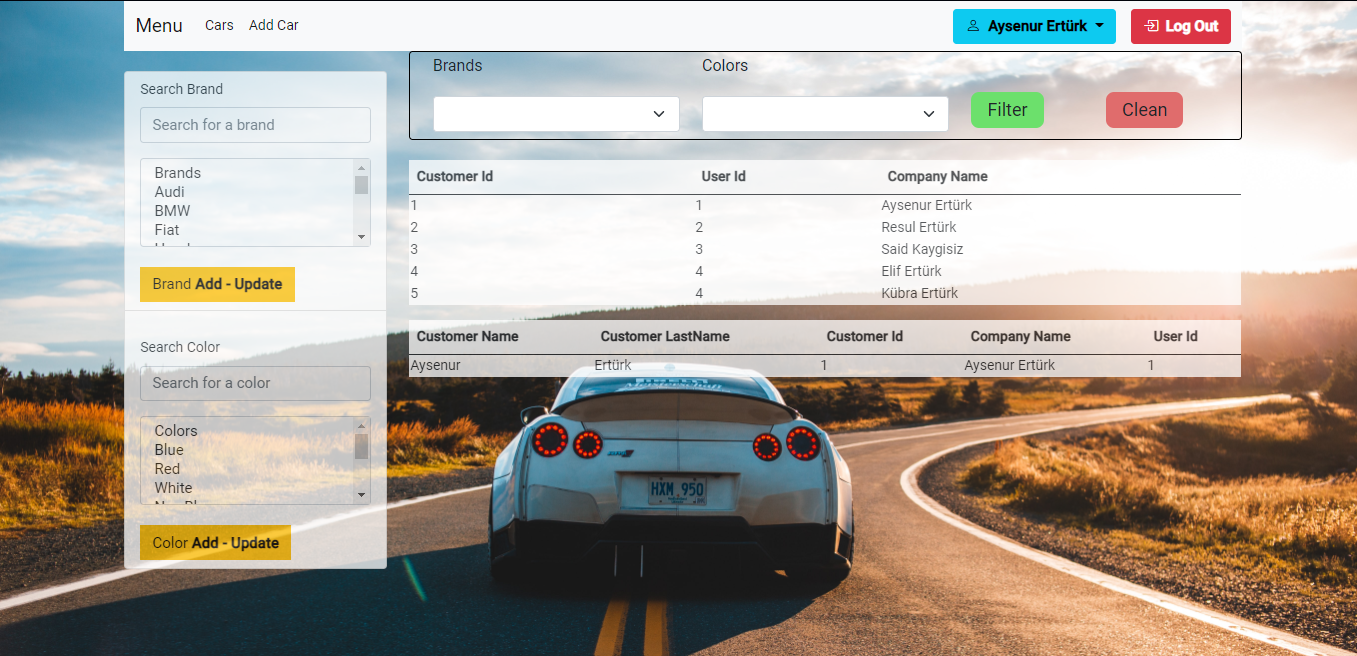 Menu Cars Add Car Aysenur Ertürk Log Out
Brands Colors
Filter Clean
Search Brand
Search for a brand
Brands
Audi
BMW
Fiat
Brand Add - Update
Search Color
Search for a color
Colors
Blue
Red
White
Color Add - Update
Customer Id User Id Company Name
1 1 Aysenur Ertürk
2 2 Resul Ertürk
3 3 Said Kaygisiz
4 4 Elif Ertürk
5 4 Kübra Ertürk
Customer Name Customer LastName Customer Id Company Name User Id
Aysenur Ertürk 1 Aysenur Ertürk 1
HXM 950